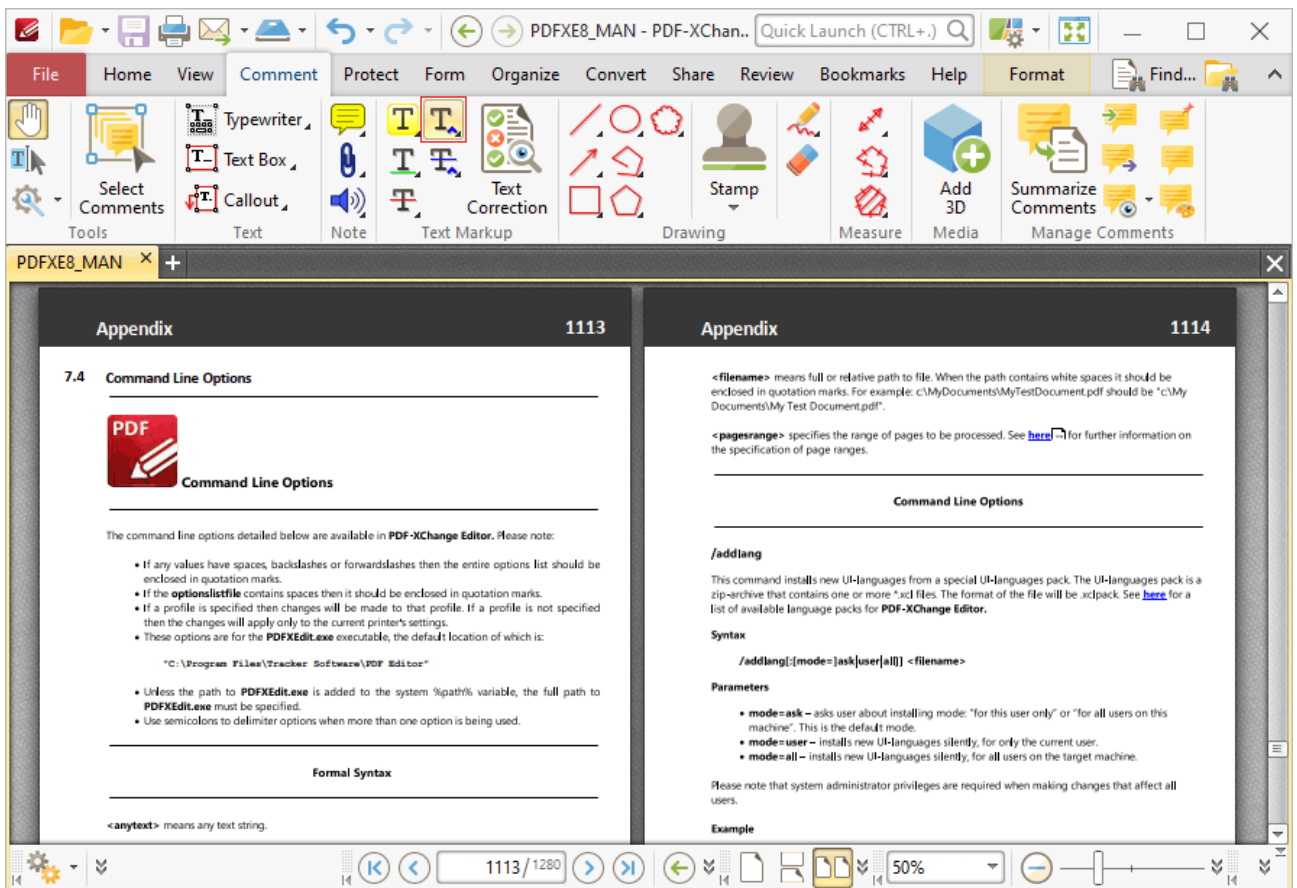 PDFXE8_MAN - PDF-XChan..
Quick Launch (CTRL+.)
File Home View Comment Protect Form Organize Convert Share Review Bookmarks Help Format Find...
Select
Comments
Tools
Typewriter
Text Box
Callout
Text
Note
Text
Correction
Text Markup
Stamp
Drawing
Measure
Add
3D
Media
Summarize
Comments
Manage Comments
PDFXE8_MAN
Appendix 1113
7.4 Command Line Options
PDF
Command Line Options
The command line options detailed below are available in PDF-XChange Editor. Please note:
• If any values have spaces, backslashes or forwardslashes then the entire options list should be
enclosed in quotation marks.
• If the optionslistfile contains spaces then it should be enclosed in quotation marks.
• If a profile is specified then changes will be made to that profile. If a profile is not specified
then the changes will apply only to the current printer's settings.
• These options are for the PDFXEdit.exe executable, the default location of which is:
"C:\Program Files\Tracker Software\PDF Editor"
• Unless the path to PDFXEdit.exe is added to the system %path% variable, the full path to
PDFXEdit.exe must be specified.
• Use semicolons to delimiter options when more than one option is being used.
Formal Syntax
<anytext> means any text string.
Appendix 1114
<filename> means full or relative path to file. When the path contains white spaces it should be
enclosed in quotation marks. For example: c:\MyDocuments\MyTestDocument.pdf should be "c:\My
Documents\My Test Document.pdf".
<pagesrange> specifies the range of pages to be processed. See here for further information on
the specification of page ranges.
Command Line Options
/addlang
This command installs new UI-languages from a special UI-languages pack. The UI-languages pack is a
zip-archive that contains one or more *.xcl files. The format of the file will be .xclpack. See here for a
list of available language packs for PDF-XChange Editor.
Syntax
/addlang[:[mode=]ask|user|all]] <filename>
Parameters
• mode=ask – asks user about installing mode: "for this user only" or "for all users on this
machine". This is the default mode.
• mode=user – installs new UI-languages silently, for only the current user.
• mode=all – installs new UI-languages silently, for all users on the target machine.
Please note that system administrator privileges are required when making changes that affect all
users.
Example
1113/1280
50%